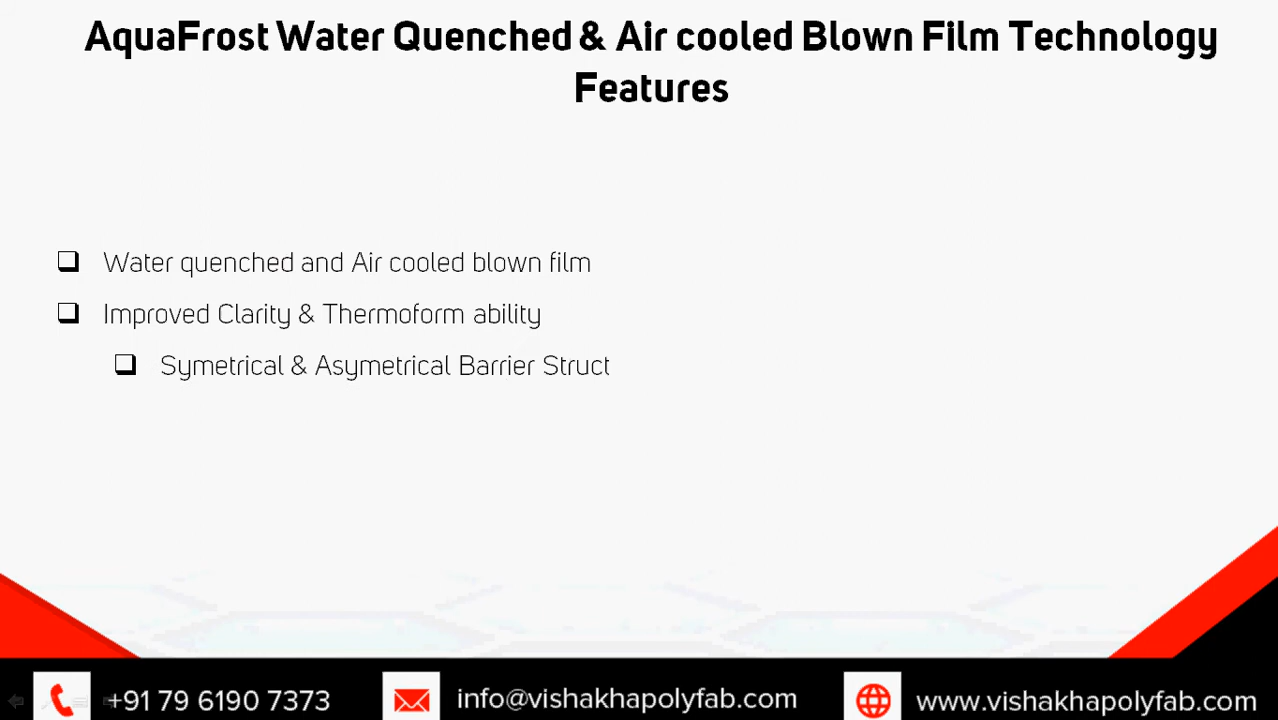 AquaFrost Water Quenched & Air cooled Blown Film Technology
Features
Water quenched and Air cooled blown film
Improved Clarity & Thermoform ability
Symetrical & Asymetrical Barrier Struct
+91 79 6190 7373
info@vishakhapolyfab.com
www.vishakhapolyfab.com